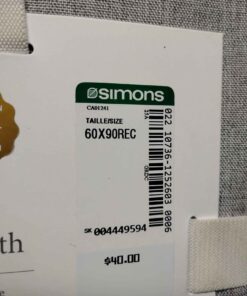 SIMONS
CA01241
TAILLE/SIZE
60X90REC
022 10736-1252603 0006
SK 004449594
$40.00
th